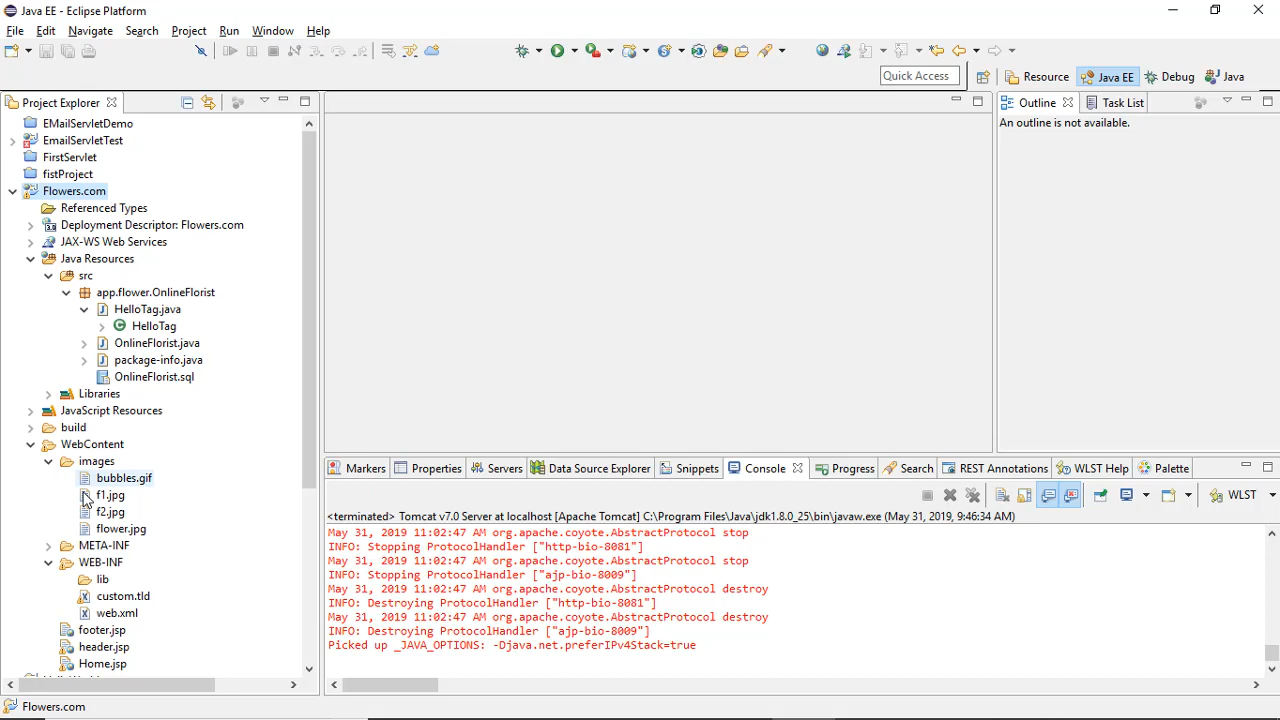 Java EE - Eclipse Platform
File Edit Navigate Search Project Run Window Help
Quick Access
Resource
Java EE
Debug
Java
Project Explorer
EMailServletDemo
EmailServletTest
FirstServlet
fistProject
Flowers.com
Referenced Types
Deployment Descriptor: Flowers.com
JAX-WS Web Services
Java Resources
src
app.flower.OnlineFlorist
HelloTag.java
HelloTag
OnlineFlorist.java
package-info.java
OnlineFlorist.sql
Libraries
JavaScript Resources
build
WebContent
images
bubbles.gif
f1.jpg
f2.jpg
flower.jpg
META-INF
WEB-INF
lib
custom.tld
web.xml
footer.jsp
header.jsp
Home.jsp
Outline
Task List
An outline is not available.
Markers
Properties
Servers
Data Source Explorer
Snippets
Console
Progress
Search
REST Annotations
WLST Help
Palette
WLST
<terminated> Tomcat v7.0 Server at localhost [Apache Tomcat] C:\Program Files\Java\jdk1.8.0_25\bin\javaw.exe (May 31, 2019, 9:46:34 AM)
May 31, 2019 11:02:47 AM org.apache.coyote.AbstractProtocol stop
INFO: Stopping ProtocolHandler ["http-bio-8081"]
May 31, 2019 11:02:47 AM org.apache.coyote.AbstractProtocol stop
INFO: Stopping ProtocolHandler ["ajp-bio-8009"]
May 31, 2019 11:02:47 AM org.apache.coyote.AbstractProtocol destroy
INFO: Destroying ProtocolHandler ["http-bio-8081"]
May 31, 2019 11:02:47 AM org.apache.coyote.AbstractProtocol destroy
INFO: Destroying ProtocolHandler ["ajp-bio-8009"]
Picked up _JAVA_OPTIONS: -Djava.net.preferIPv4Stack=true
Flowers.com